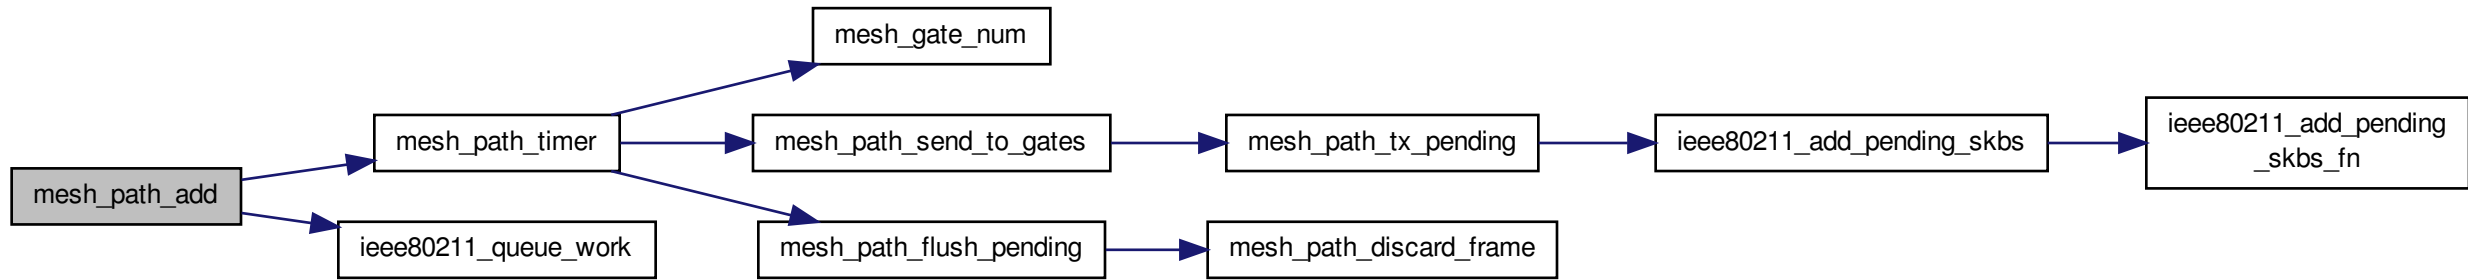 mesh_path_add
mesh_path_timer
ieee80211_queue_work
mesh_gate_num
mesh_path_send_to_gates
mesh_path_flush_pending
mesh_path_tx_pending
mesh_path_discard_frame
ieee80211_add_pending_skbs
ieee80211_add_pending
_skbs_fn